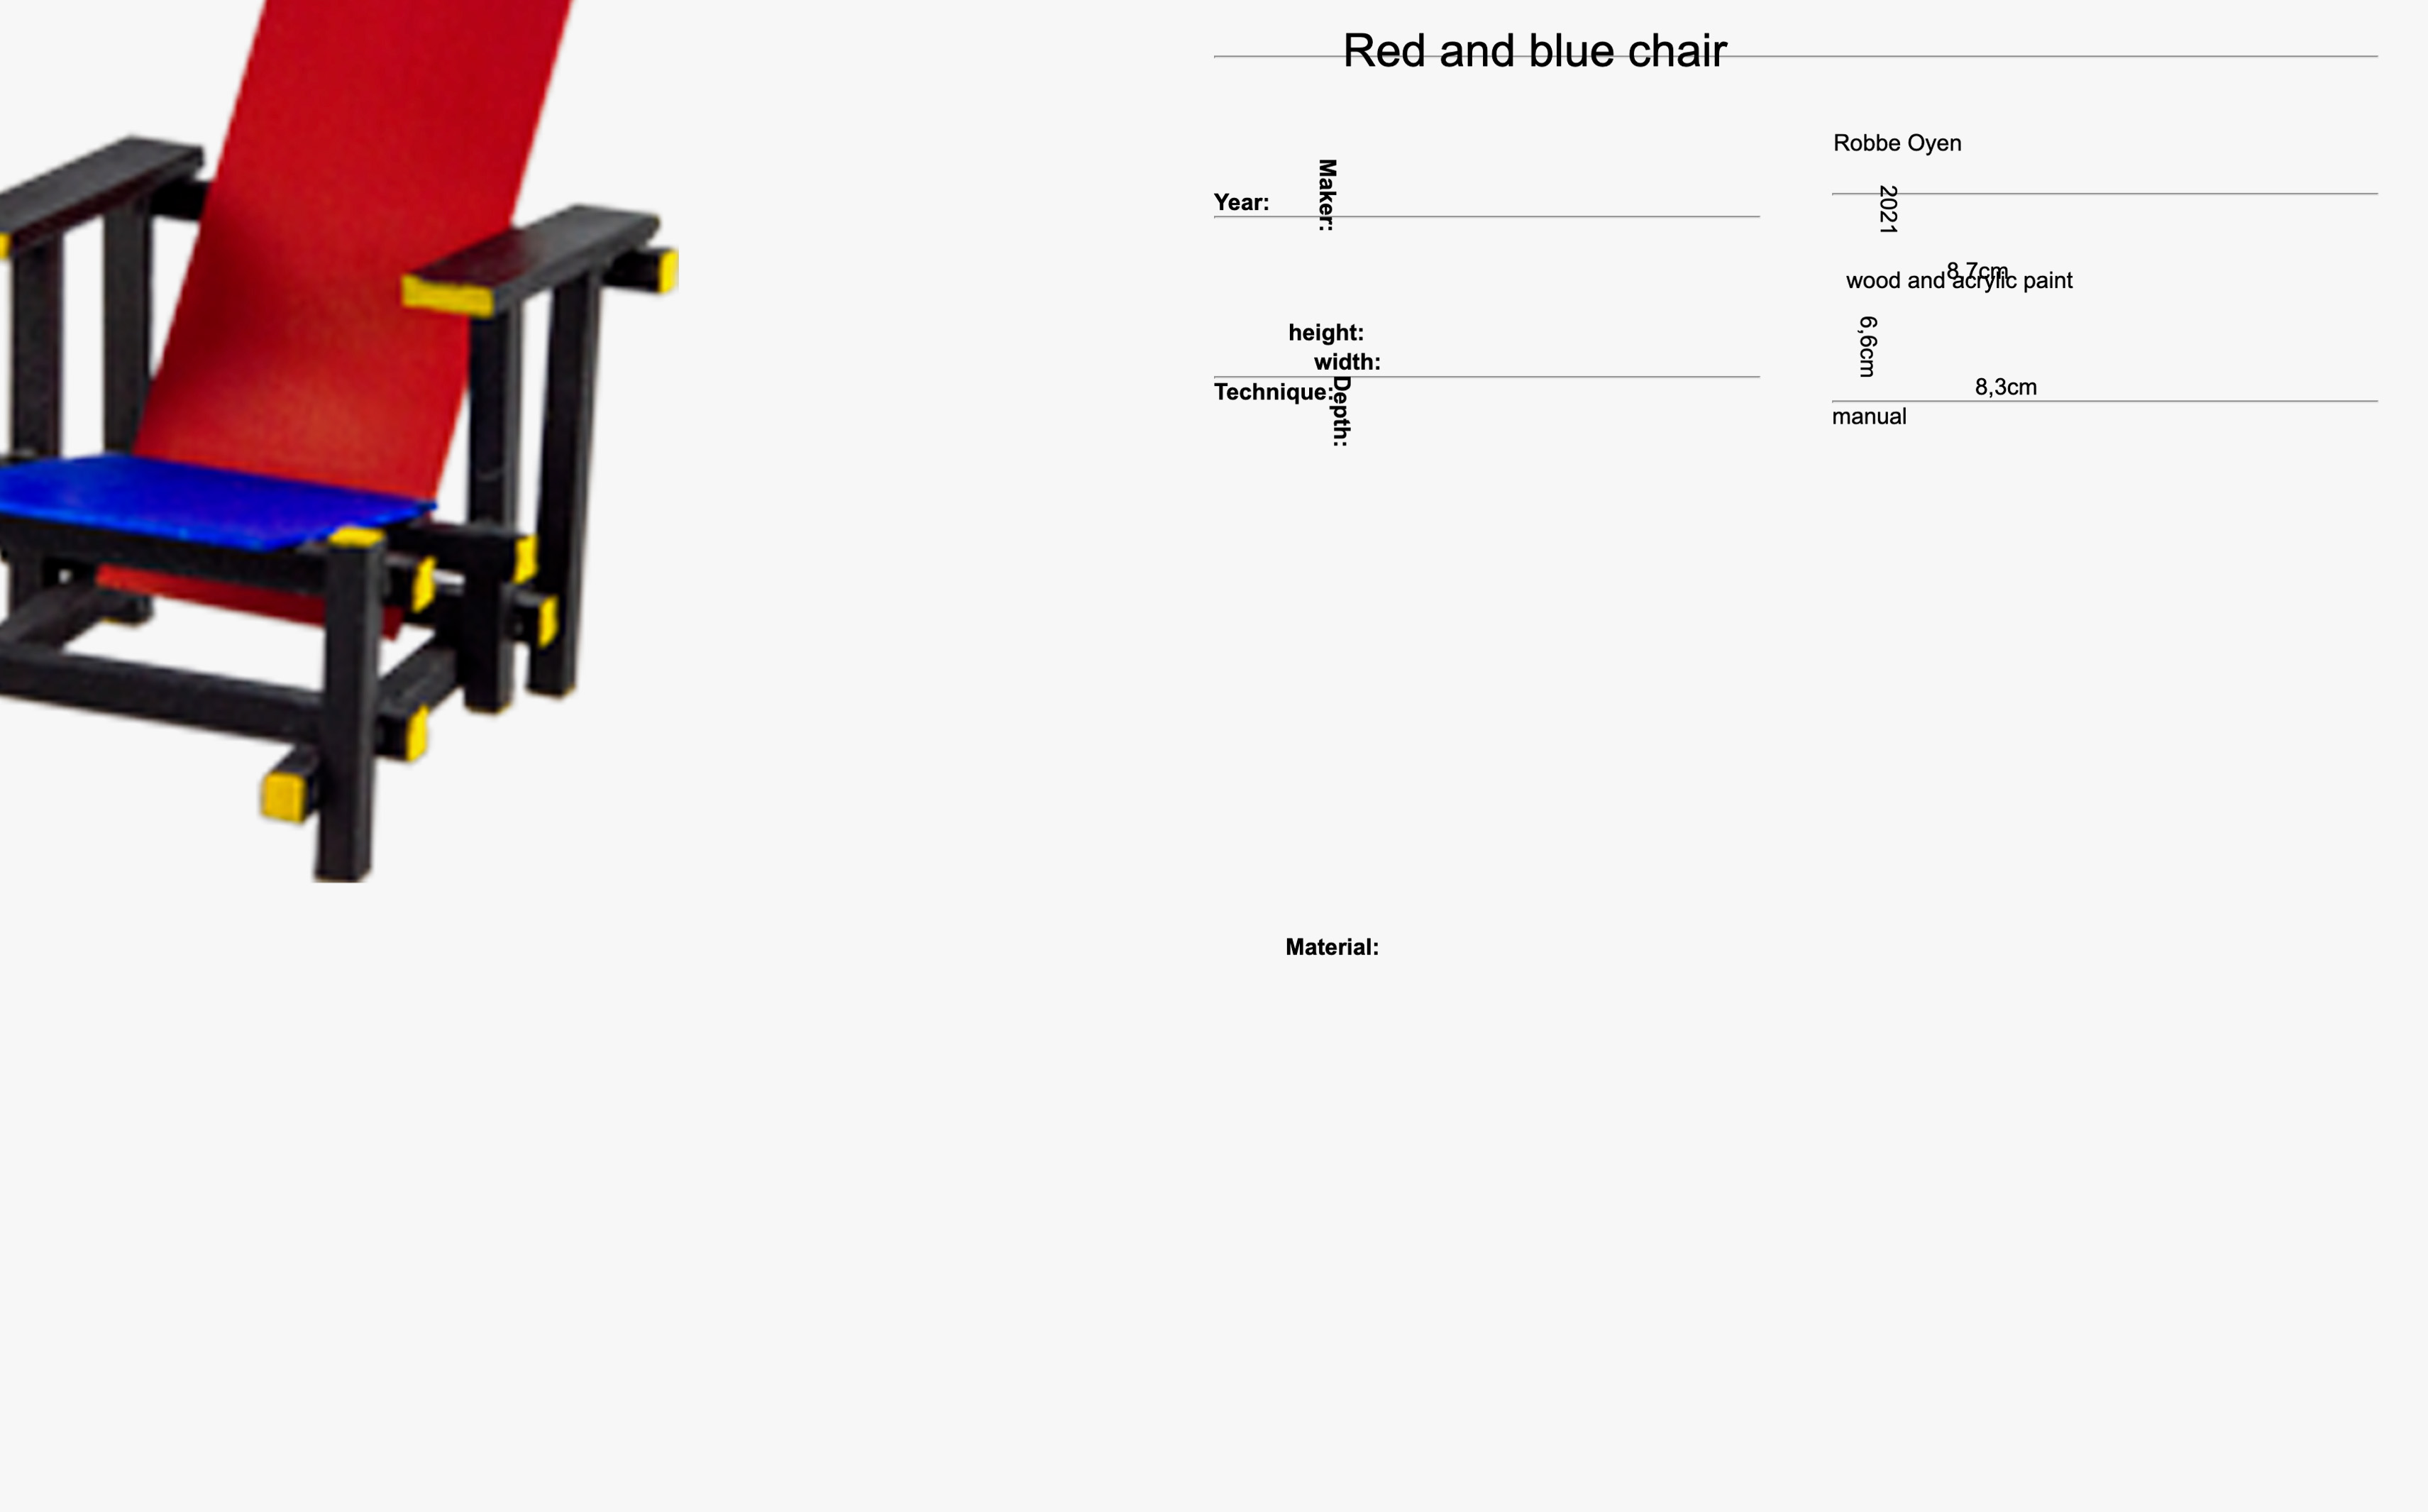 Red and blue chair
Maker:
Year:
height:
width:
Technique:
Depth:
Material:
Robbe Oyen
2021
8,7cm
wood and acrylic paint
6,6cm
8,3cm
manual